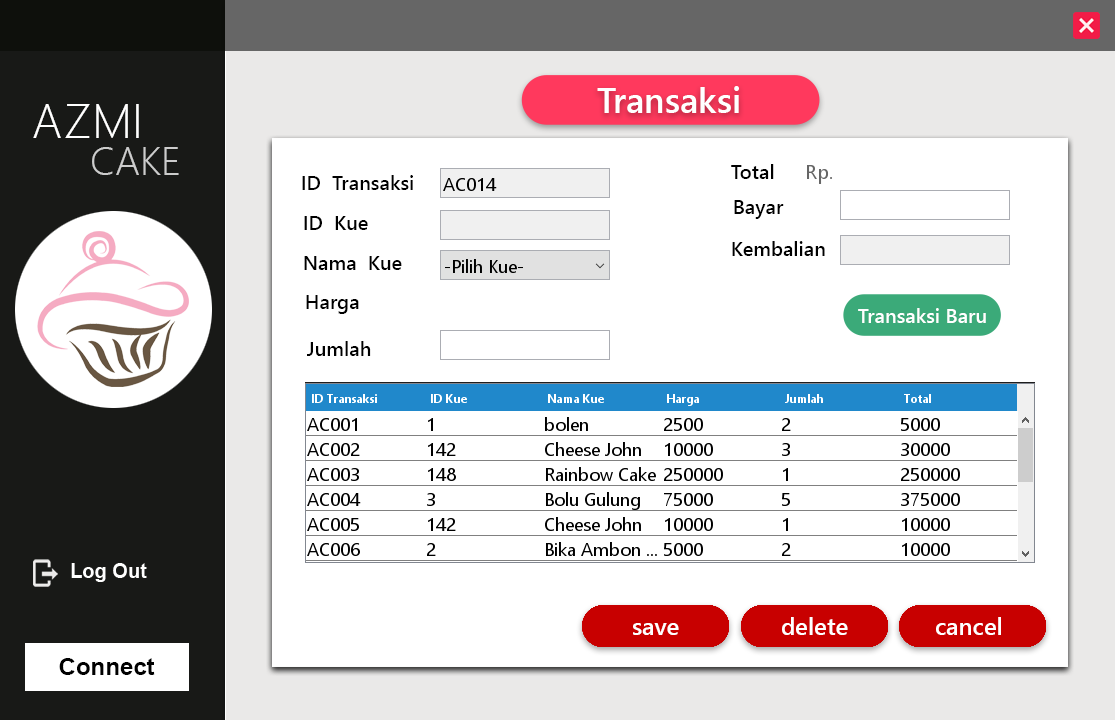 AZMI
CAKE
Log Out
Connect
Transaksi
ID Transaksi AC014
ID Kue
Nama Kue -Pilih Kue-
Harga
Jumlah
Total Rp.
Bayar
Kembalian
Transaksi Baru
ID Transaksi ID Kue Nama Kue Harga Jumlah Total
AC001 1 bolen 2500 2 5000
AC002 142 Cheese John 10000 3 30000
AC003 148 Rainbow Cake 250000 1 250000
AC004 3 Bolu Gulung 75000 5 375000
AC005 142 Cheese John 10000 1 10000
AC006 2 Bika Ambon ... 5000 2 10000
save delete cancel